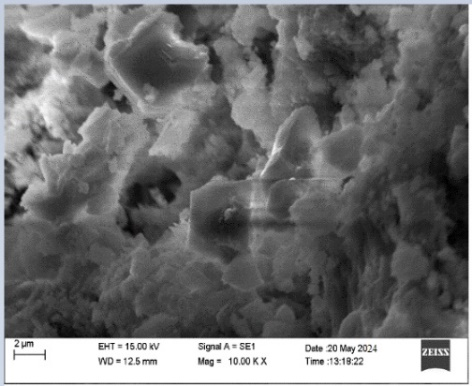 2 µm
EHT = 15.00 kV Signal A = SE1 Date :20 May 2024
WD = 12.5 mm Mag = 10.00 K X Time :13:19:22
ZEISS